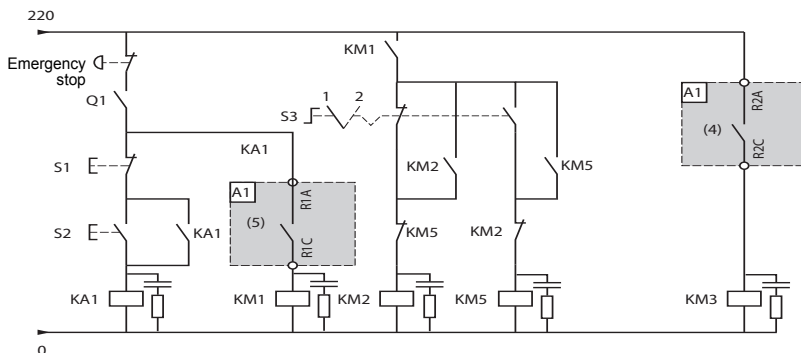 220
Emergency
stop
Q1
S1
S2
KA1
KA1
KA1
A1
(5)
R1A
R1C
KM1
KM1
S3
1
2
KM2
KM5
KM2
KM5
KM2
KM5
A1
(4)
R2A
R2C
KM3
0